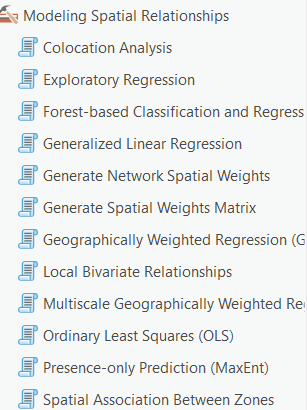 Modeling Spatial Relationships
Colocation Analysis
Exploratory Regression
Forest-based Classification and Regress
Generalized Linear Regression
Generate Network Spatial Weights
Generate Spatial Weights Matrix
Geographically Weighted Regression (G
Local Bivariate Relationships
Multiscale Geographically Weighted Re
Ordinary Least Squares (OLS)
Presence-only Prediction (MaxEnt)
Spatial Association Between Zones